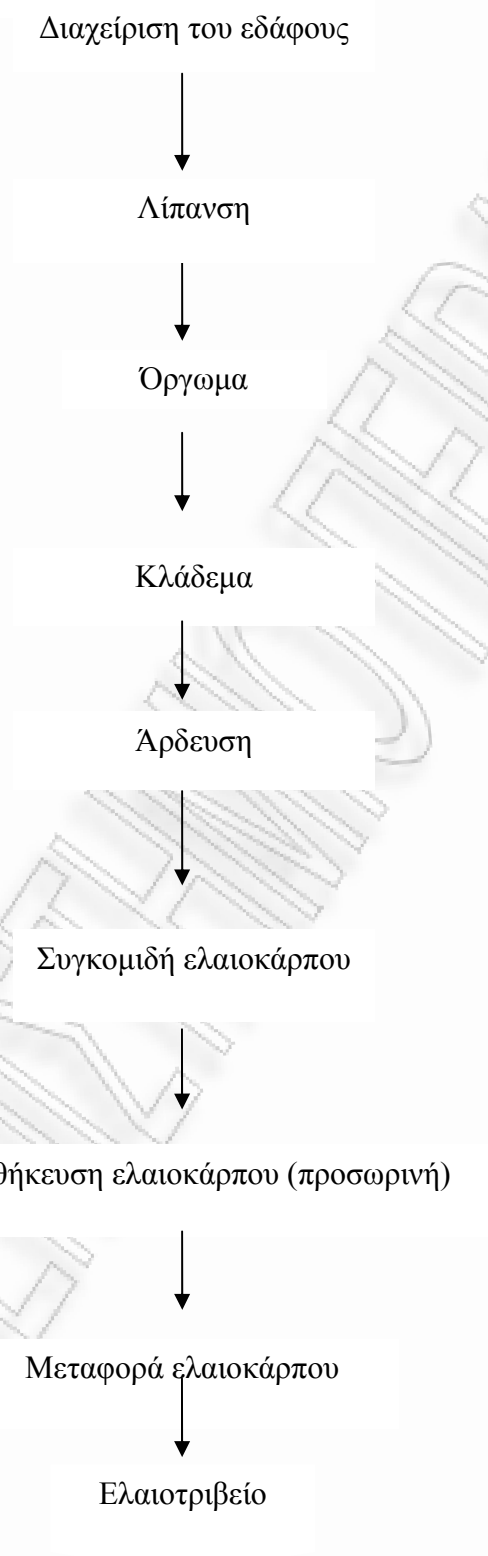 Διαχείριση του εδάφους
Λίπανση
Όργωμα
Κλάδεμα
Άρδευση
Συγκομιδή ελαιοκάρπου
θήκευση ελαιοκάρπου (προσωρινή)
Μεταφορά ελαιοκάρπου
Ελαιοτριβείο